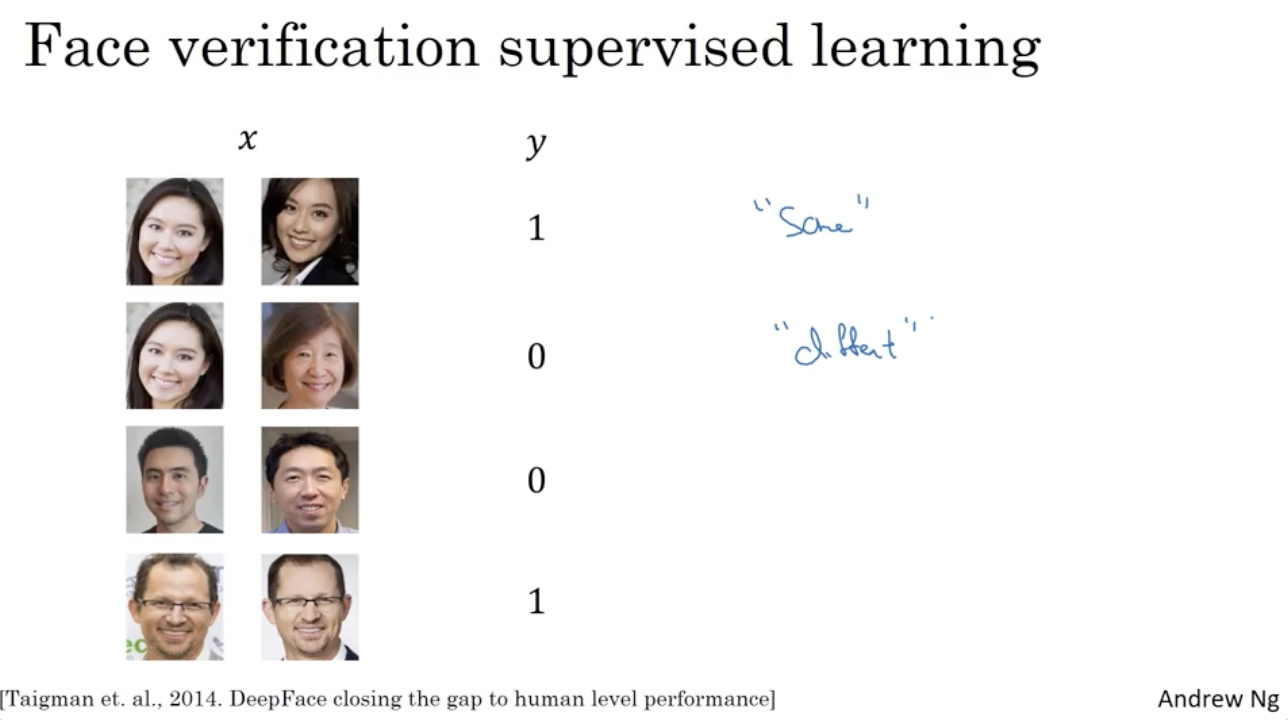 Face verification supervised learning
x y
1 "Same"
0 "different"
0
1
[Taigman et. al., 2014. DeepFace closing the gap to human level performance]
Andrew Ng